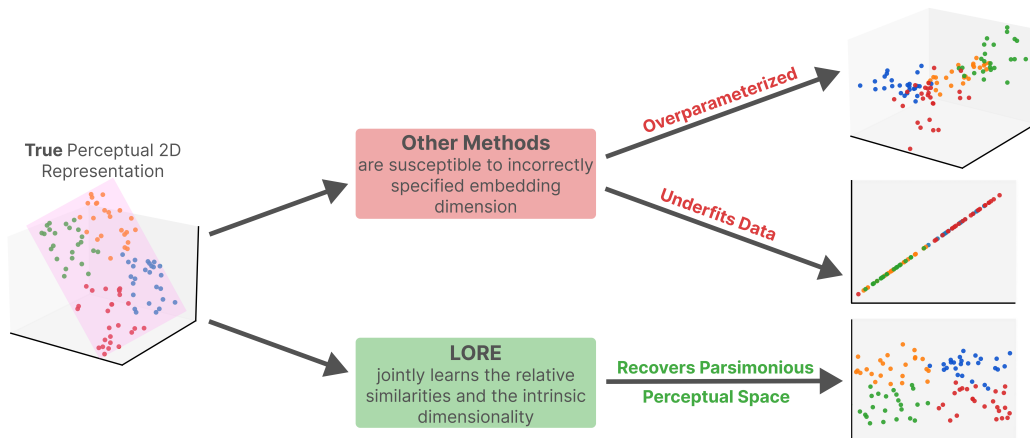 True Perceptual 2D
Representation
Other Methods
are susceptible to incorrectly
specified embedding
dimension
Overparameterized
Underfits Data
LORE
jointly learns the relative
similarities and the intrinsic
dimensionality
Recovers Parsimonious
Perceptual Space